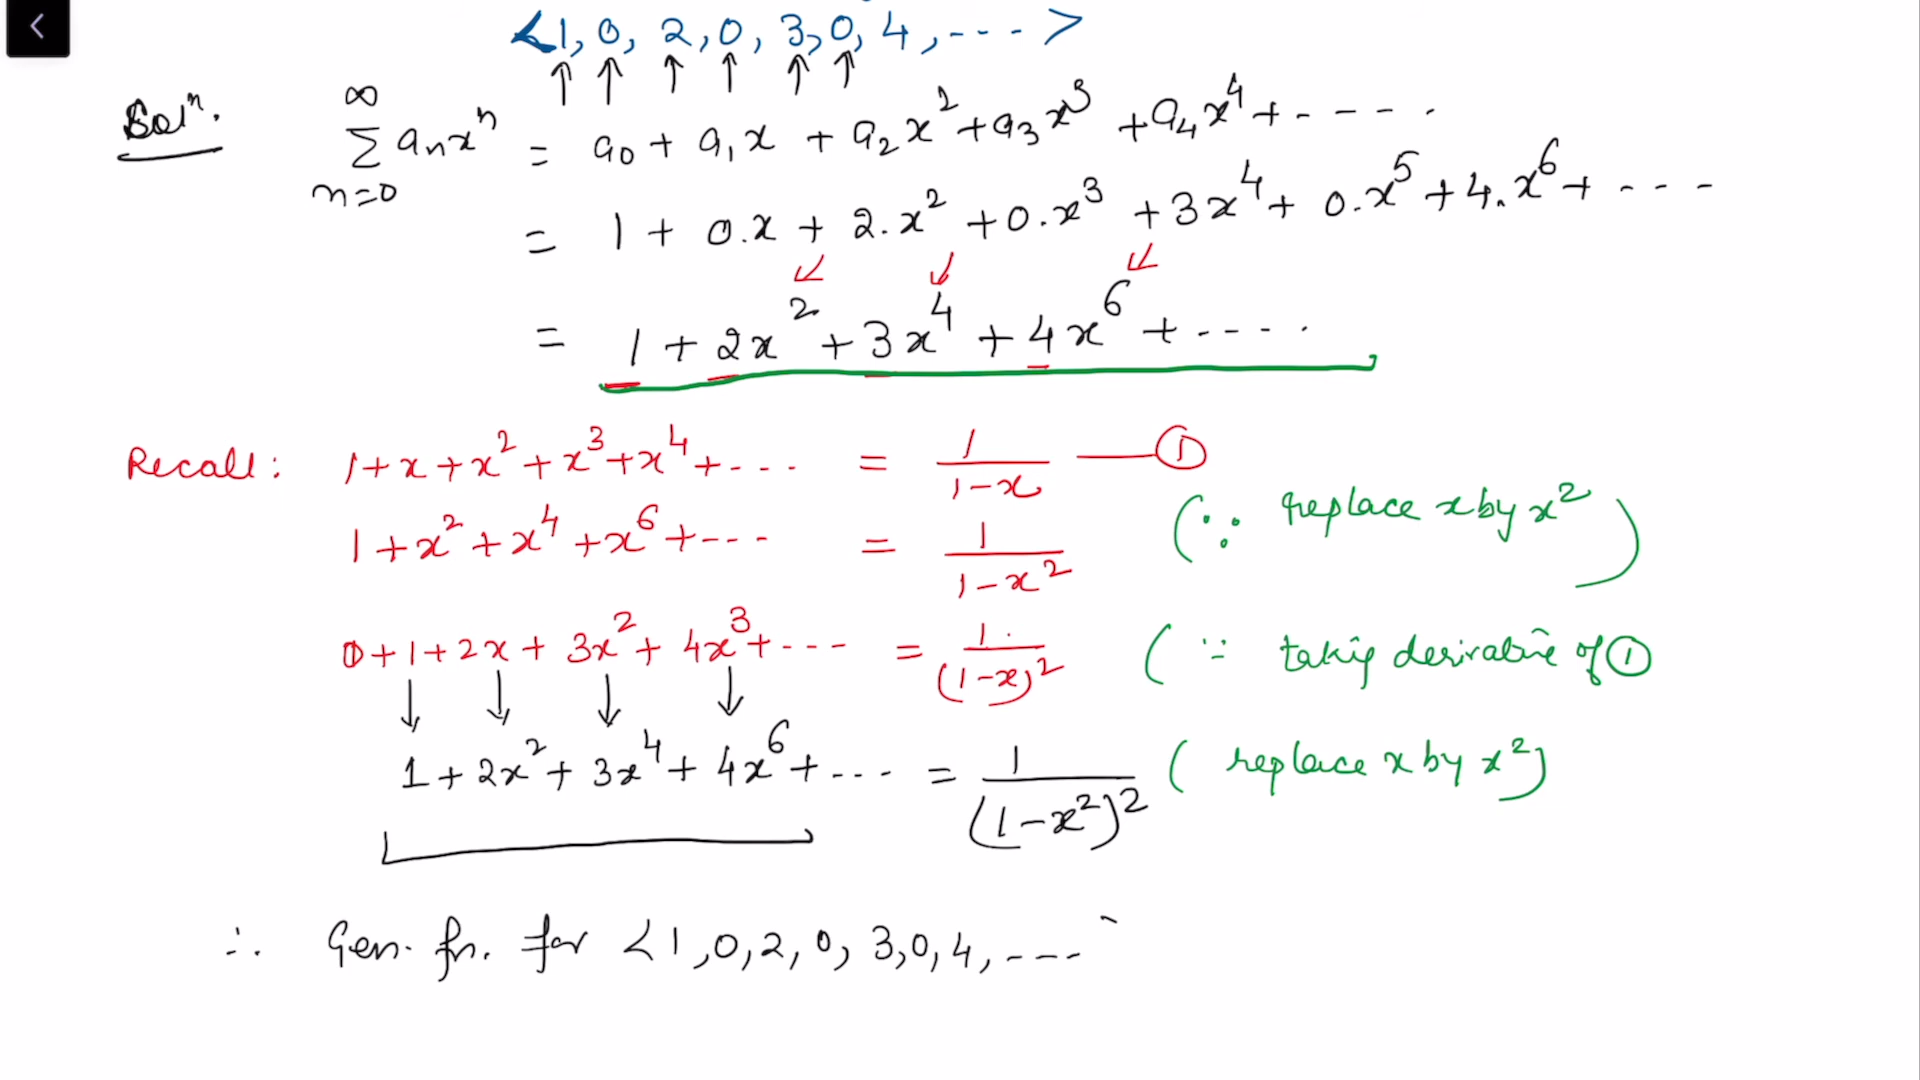 <1, 0, 2, 0, 3, 0, 4, ---->
Solⁿ. ∞ Σ n=0 aₙxⁿ = a₀ + a₁x + a₂x² + a₃x³ + a₄x⁴ + -----
= 1 + 0.x + 2.x² + 0.x³ + 3x⁴ + 0.x⁵ + 4.x⁶ + ---
= 1 + 2x² + 3x⁴ + 4x⁶ + ----
Recall: 1+x+x²+x³+x⁴+--- = 1/(1-x) — ①
1+x²+x⁴+x⁶+--- = 1/(1-x²) (∵ replace x by x²)
0+1+2x+3x²+4x³+--- = 1/(1-x)² (∵ taking derivative of ①
1+2x²+3x⁴+4x⁶+--- = 1/(1-x²)² (replace x by x²)
∴ Gen. fn. for <1,0,2,0,3,0,4,---